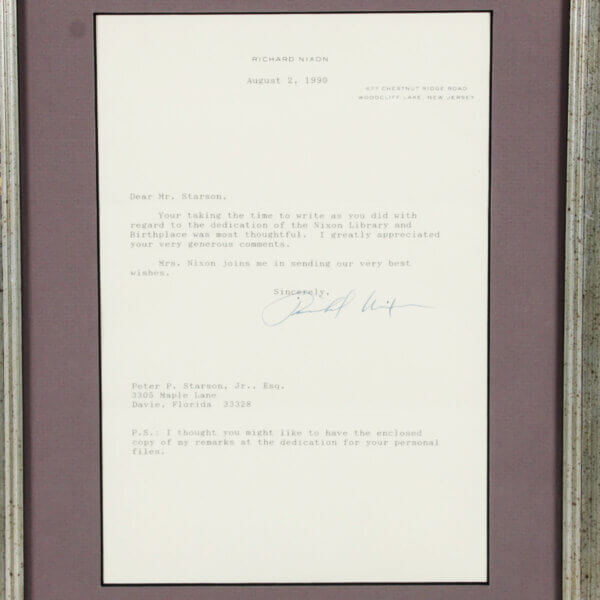 RICHARD NIXON
August 2, 1990
577 CHESTNUT RIDGE ROAD
WOODCLIFF LAKE, NEW JERSEY
Dear Mr. Starson,
Your taking the time to write as you did with
regard to the dedication of the Nixon Library and
Birthplace was most thoughtful. I greatly appreciated
your very generous comments.
Mrs. Nixon joins me in sending our very best
wishes.
Sincerely,
Richard Nixon
Peter P. Starson, Jr., Esq.
3305 Maple Lane
Davie, Florida 33328
P.S.: I thought you might like to have the enclosed
copy of my remarks at the dedication for your personal
files.